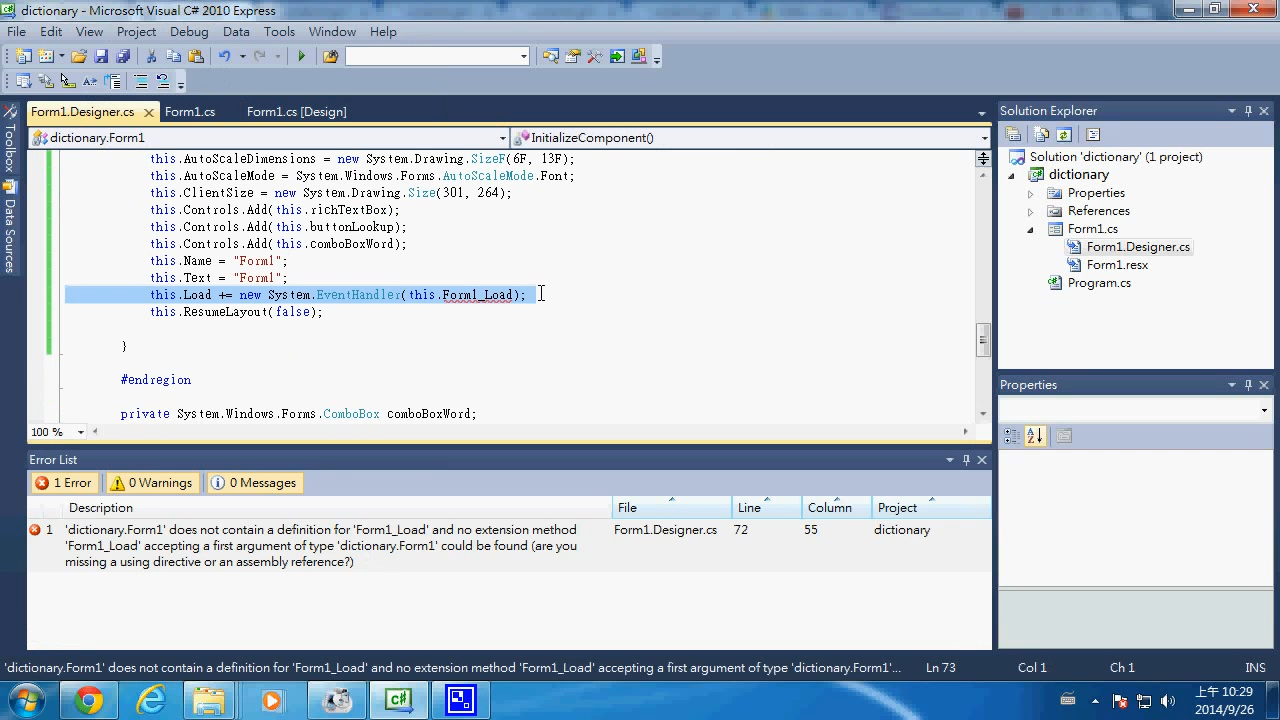 dictionary - Microsoft Visual C# 2010 Express
File Edit View Project Debug Data Tools Window Help
Form1.Designer.cs Form1.cs Form1.cs [Design]
dictionary.Form1 InitializeComponent()
this.AutoScaleDimensions = new System.Drawing.SizeF(6F, 13F);
this.AutoScaleMode = System.Windows.Forms.AutoScaleMode.Font;
this.ClientSize = new System.Drawing.Size(301, 264);
this.Controls.Add(this.richTextBox);
this.Controls.Add(this.buttonLookup);
this.Controls.Add(this.comboBoxWord);
this.Name = "Form1";
this.Text = "Form1";
this.Load += new System.EventHandler(this.Form1_Load);
this.ResumeLayout(false);
}
#endregion
private System.Windows.Forms.ComboBox comboBoxWord;
100 %
Toolbox
Data Sources
Solution Explorer
Solution 'dictionary' (1 project)
dictionary
Properties
References
Form1.cs
Form1.Designer.cs
Form1.resx
Program.cs
Properties
Error List
1 Error 0 Warnings 0 Messages
Description File Line Column Project
1 'dictionary.Form1' does not contain a definition for 'Form1_Load' and no extension method Form1.Designer.cs 72 55 dictionary
'Form1_Load' accepting a first argument of type 'dictionary.Form1' could be found (are you
missing a using directive or an assembly reference?)
'dictionary.Form1' does not contain a definition for 'Form1_Load' and no extension method 'Form1_Load' accepting a first argument of type 'dictionary.Form1'... Ln 73 Col 1 Ch 1 INS
上午 10:29
2014/9/26